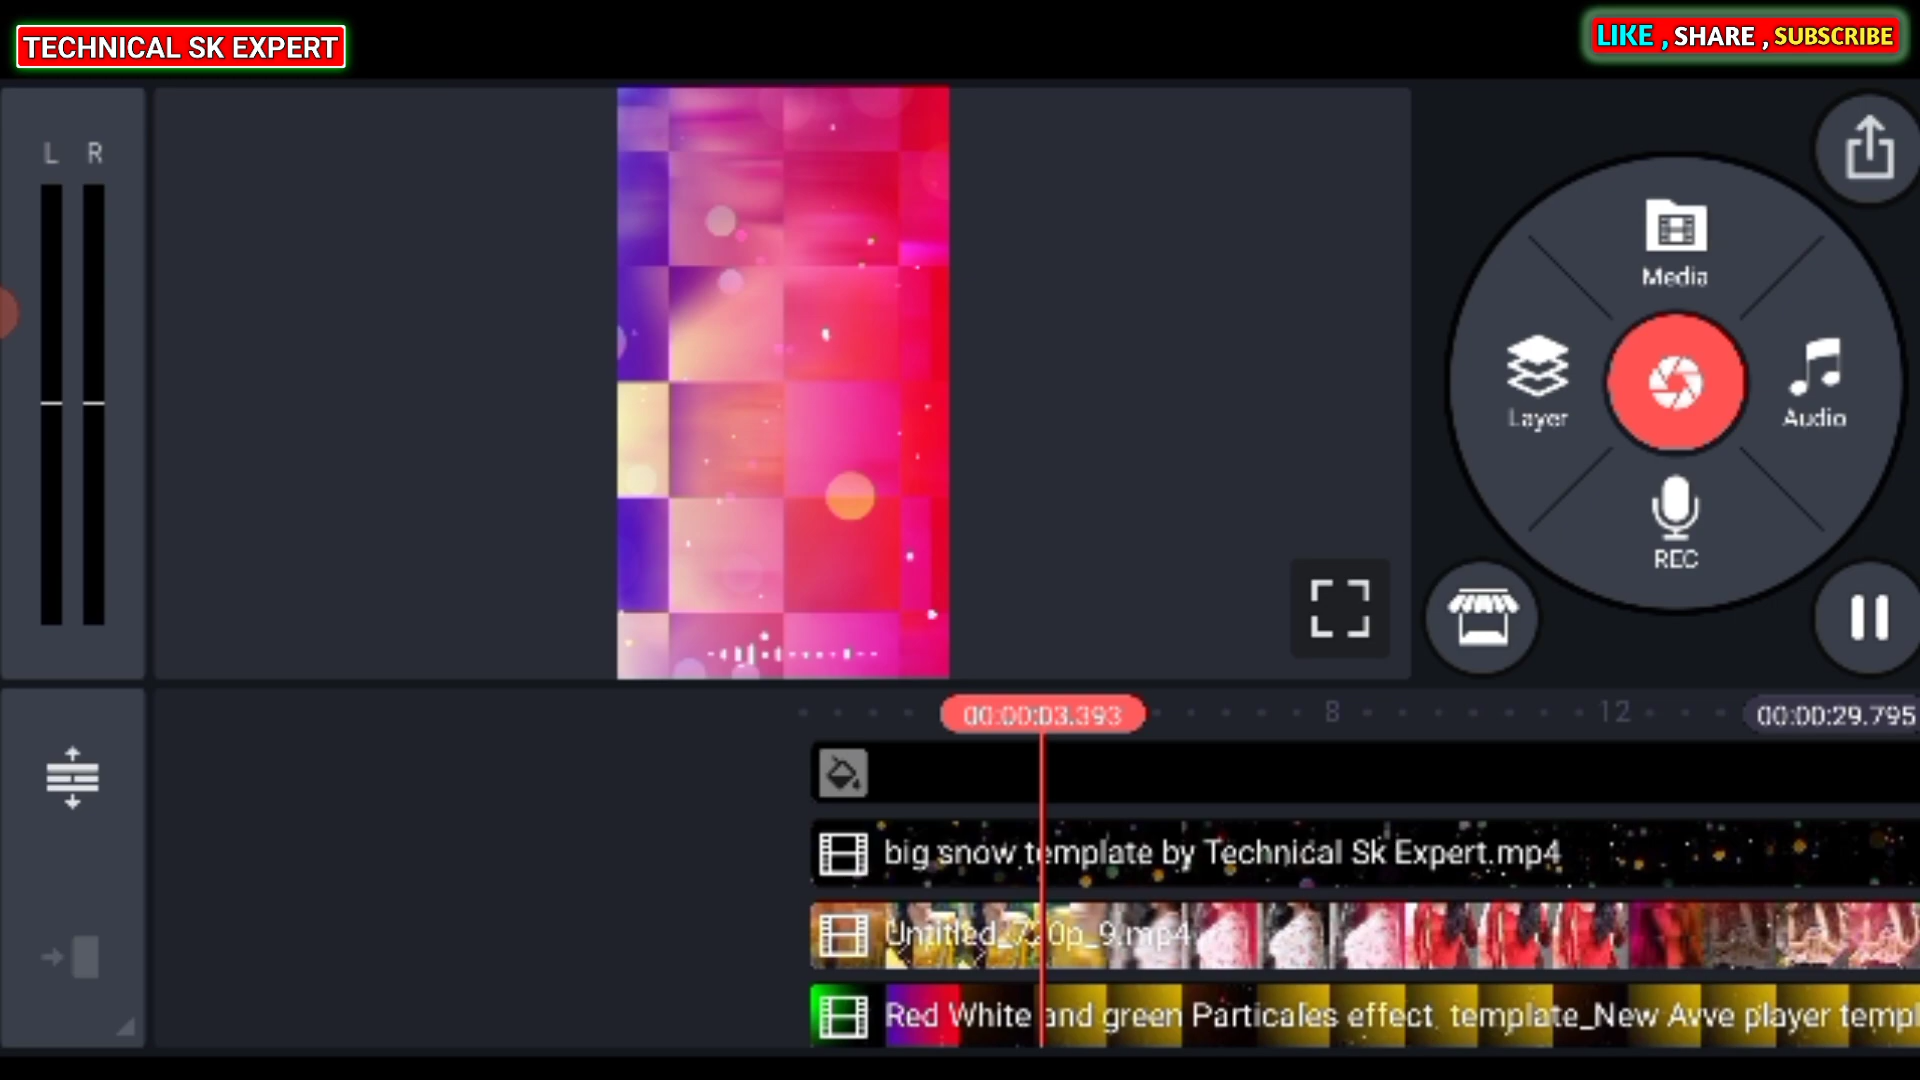 TECHNICAL SK EXPERT
LIKE , SHARE , SUBSCRIBE
L R
Media
Layer
Audio
REC
00:00:03.393
8
12
00:00:29.795
big snow template by Technical Sk Expert.mp4
Untitled_720p_9.mp4
Red White and green Particales effect template_New Avve player templ